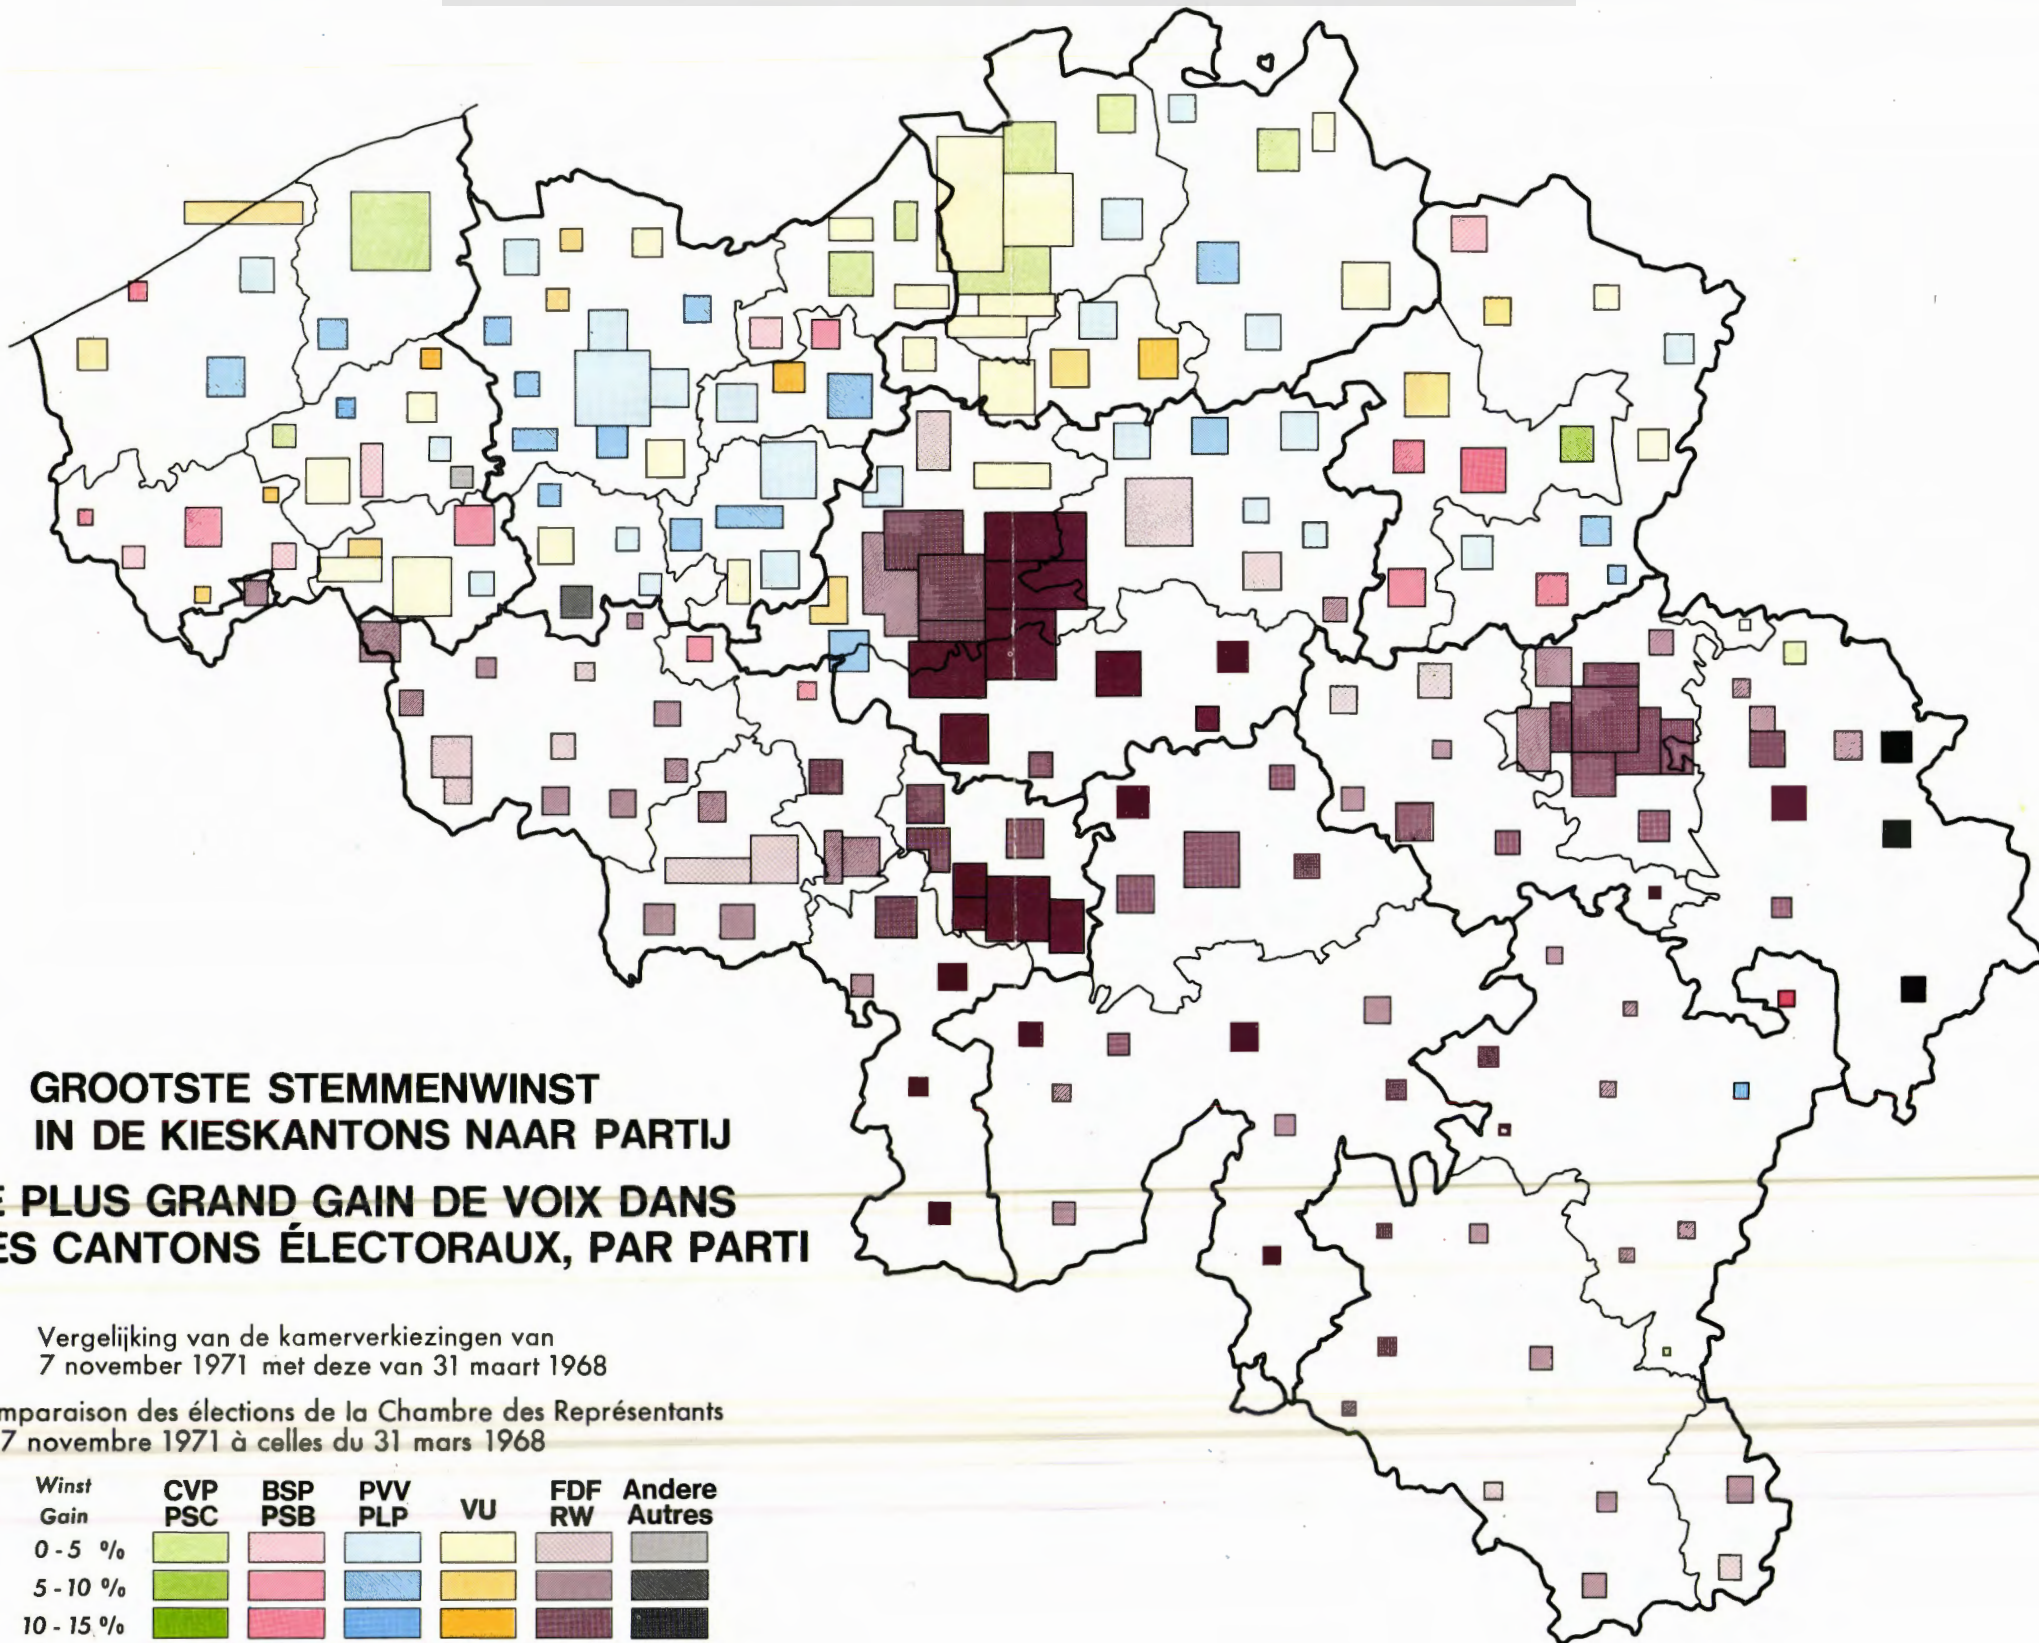 GROOTSTE STEMMENWINST
IN DE KIESKANTONS NAAR PARTIJ
E PLUS GRAND GAIN DE VOIX DANS
ES CANTONS ÉLECTORAUX, PAR PARTI
Vergelijking van de kamerverkiezingen van
7 november 1971 met deze van 31 maart 1968
mparaison des élections de la Chambre des Représentants
7 novembre 1971 à celles du 31 mars 1968
Winst CVP BSP PVV VU FDF Andere
Gain PSC PSB PLP RW Autres
0-5 %
5-10 %
10-15 %